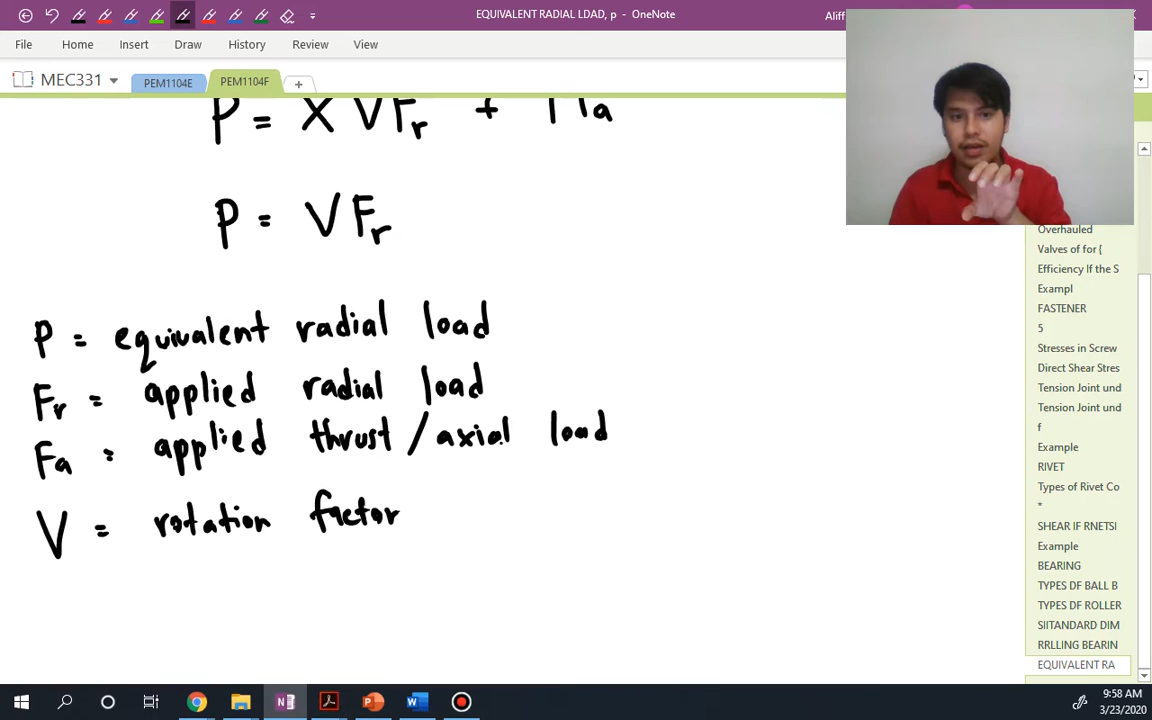 EQUIVALENT RADIAL LDAD, p - OneNote
Aliff
File Home Insert Draw History Review View
MEC331 PEM1104E PEM1104F +
P = X V Fr +
P = V Fr
P = equivalent radial load
Fr = applied radial load
Fa = applied thrust / axial load
V = rotation factor
Overhauled
Valves of for {
Efficiency If the S
Exampl
FASTENER
5
Stresses in Screw
Direct Shear Stres
Tension Joint und
Tension Joint und
f
Example
RIVET
Types of Rivet Co
*
SHEAR IF RNETSI
Example
BEARING
TYPES DF BALL B
TYPES DF ROLLER
SIITANDARD DIM
RRLLING BEARIN
EQUIVALENT RA
9:58 AM
3/23/2020